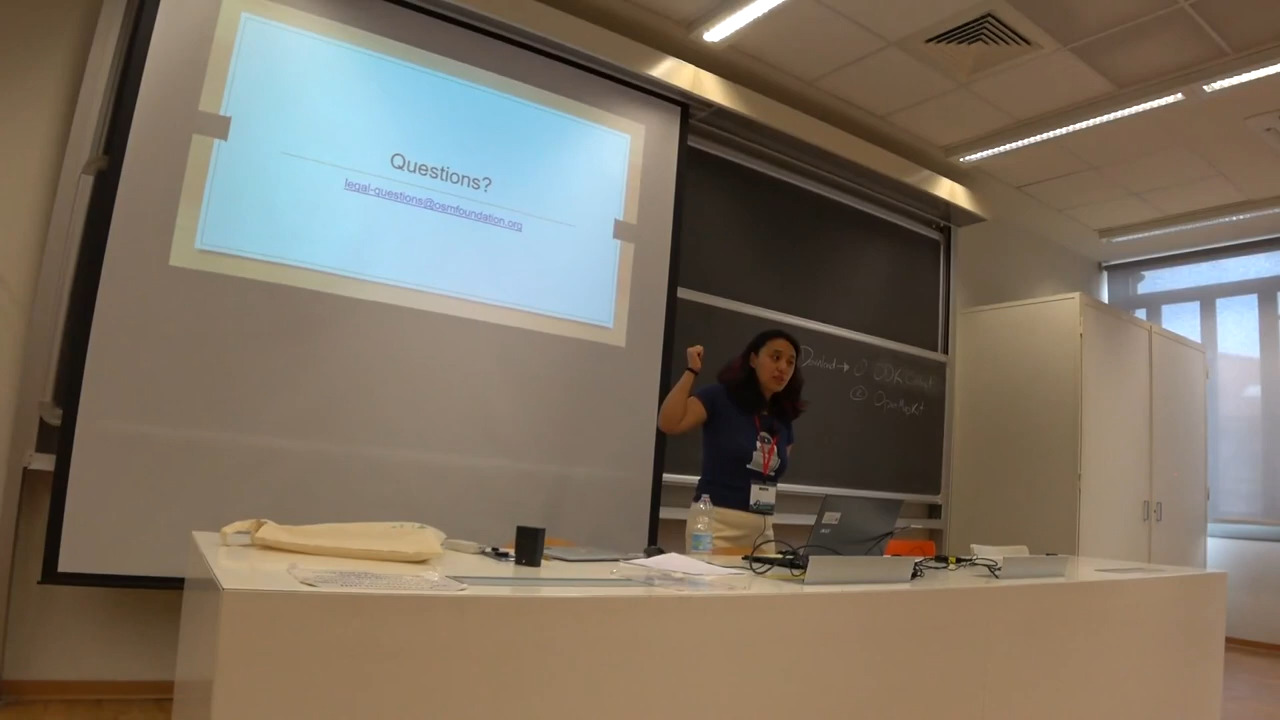 Questions?
legal-questions@osmfoundation.org
Download → ① ODK Collect
② OpenMapKit